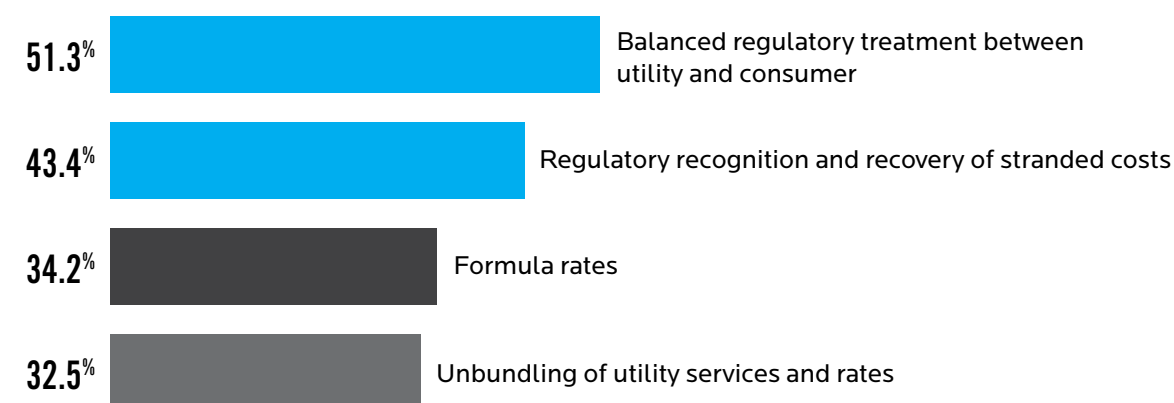 51.3%
Balanced regulatory treatment between
utility and consumer
43.4%
Regulatory recognition and recovery of stranded costs
34.2%
Formula rates
32.5%
Unbundling of utility services and rates